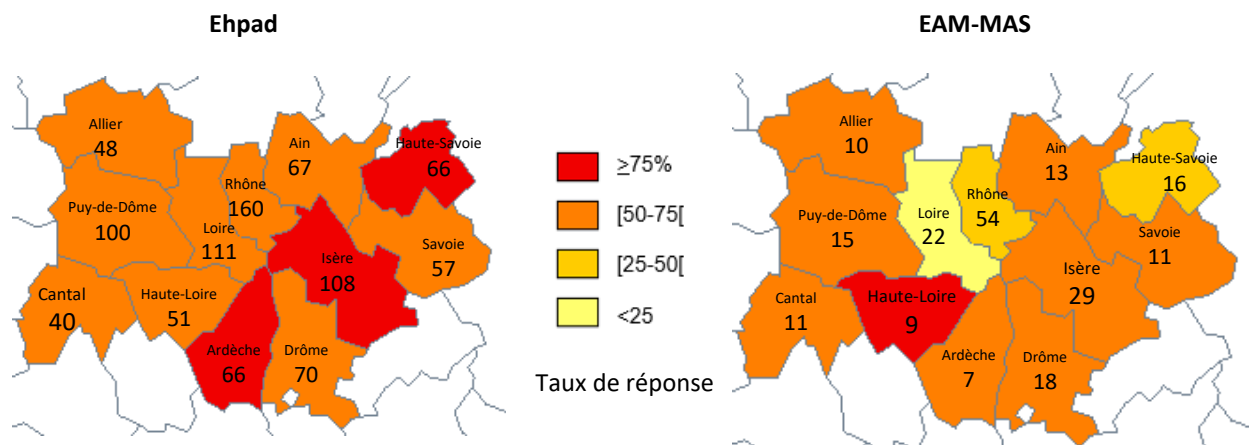 Ehpad
Allier
48
Ain
67
Haute-Savoie
66
Rhône
160
Puy-de-Dôme
100
Loire
111
Savoie
57
Isère
108
Cantal
40
Haute-Loire
51
Ardèche
66
Drôme
70
≥75%
[50-75[
[25-50[
<25
Taux de réponse
EAM-MAS
Allier
10
Ain
13
Haute-Savoie
16
Rhône
54
Puy-de-Dôme
15
Loire
22
Savoie
11
Isère
29
Cantal
11
Haute-Loire
9
Ardèche
7
Drôme
18